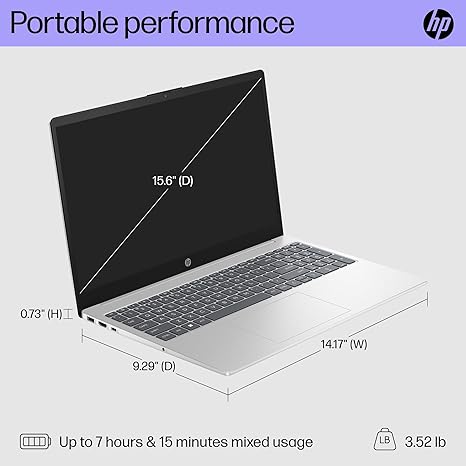 Portable performance
hp
15.6" (D)
hp
0.73" (H)
14.17" (W)
9.29" (D)
Up to 7 hours & 15 minutes mixed usage
LB
3.52 lb